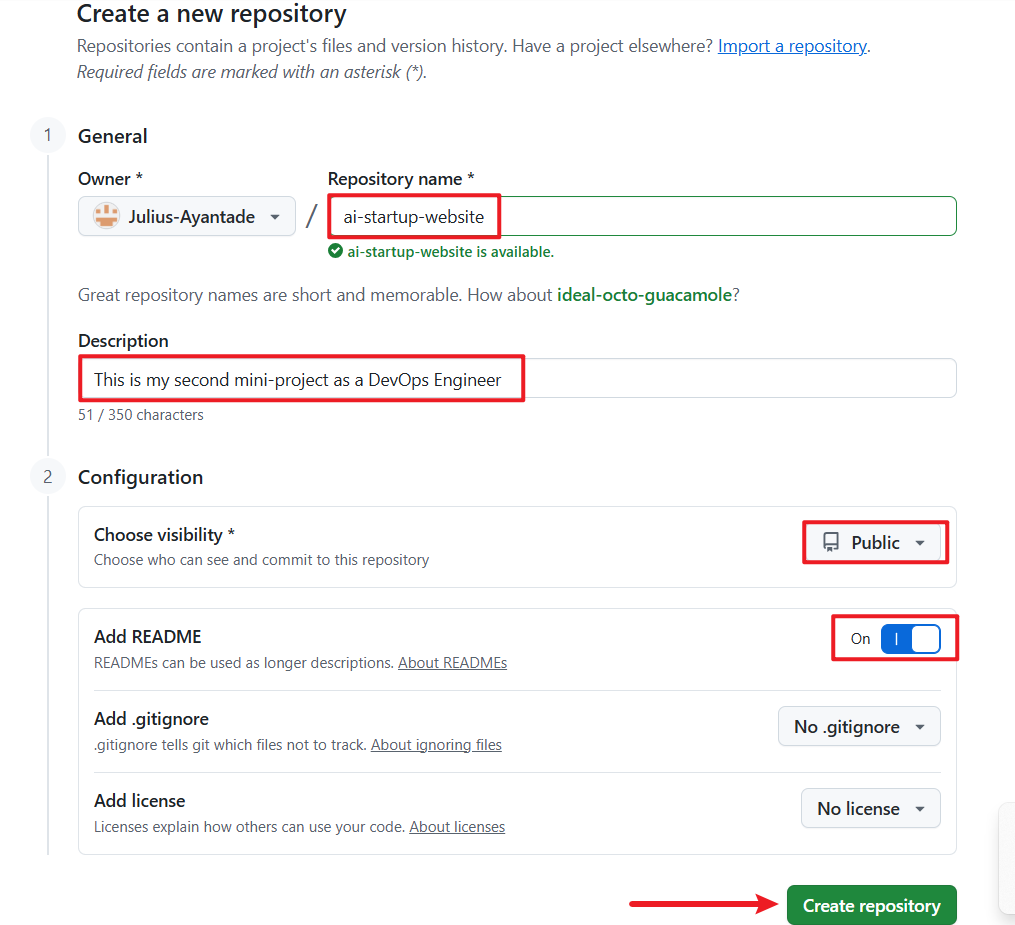 Create a new repository
Repositories contain a project's files and version history. Have a project elsewhere? Import a repository.
Required fields are marked with an asterisk (*).
1 General
Owner * Repository name *
Julius-Ayantade / ai-startup-website
ai-startup-website is available.
Great repository names are short and memorable. How about ideal-octo-guacamole?
Description
This is my second mini-project as a DevOps Engineer
51 / 350 characters
2 Configuration
Choose visibility *
Public
Choose who can see and commit to this repository
Add README
On
READMEs can be used as longer descriptions. About READMEs
Add .gitignore
No .gitignore
.gitignore tells git which files not to track. About ignoring files
Add license
No license
Licenses explain how others can use your code. About licenses
Create repository